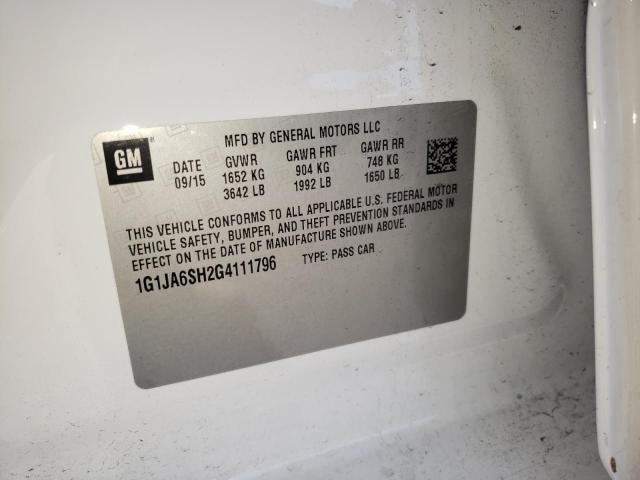 MFD BY GENERAL MOTORS LLC
GM
DATE GVWR GAWR FRT GAWR RR
09/15 1652 KG 904 KG 748 KG
3642 LB 1992 LB 1650 LB
THIS VEHICLE CONFORMS TO ALL APPLICABLE U.S. FEDERAL MOTOR
VEHICLE SAFETY, BUMPER, AND THEFT PREVENTION STANDARDS IN
EFFECT ON THE DATE OF MANUFACTURE SHOWN ABOVE.
1G1JA6SH2G4111796 TYPE: PASS CAR